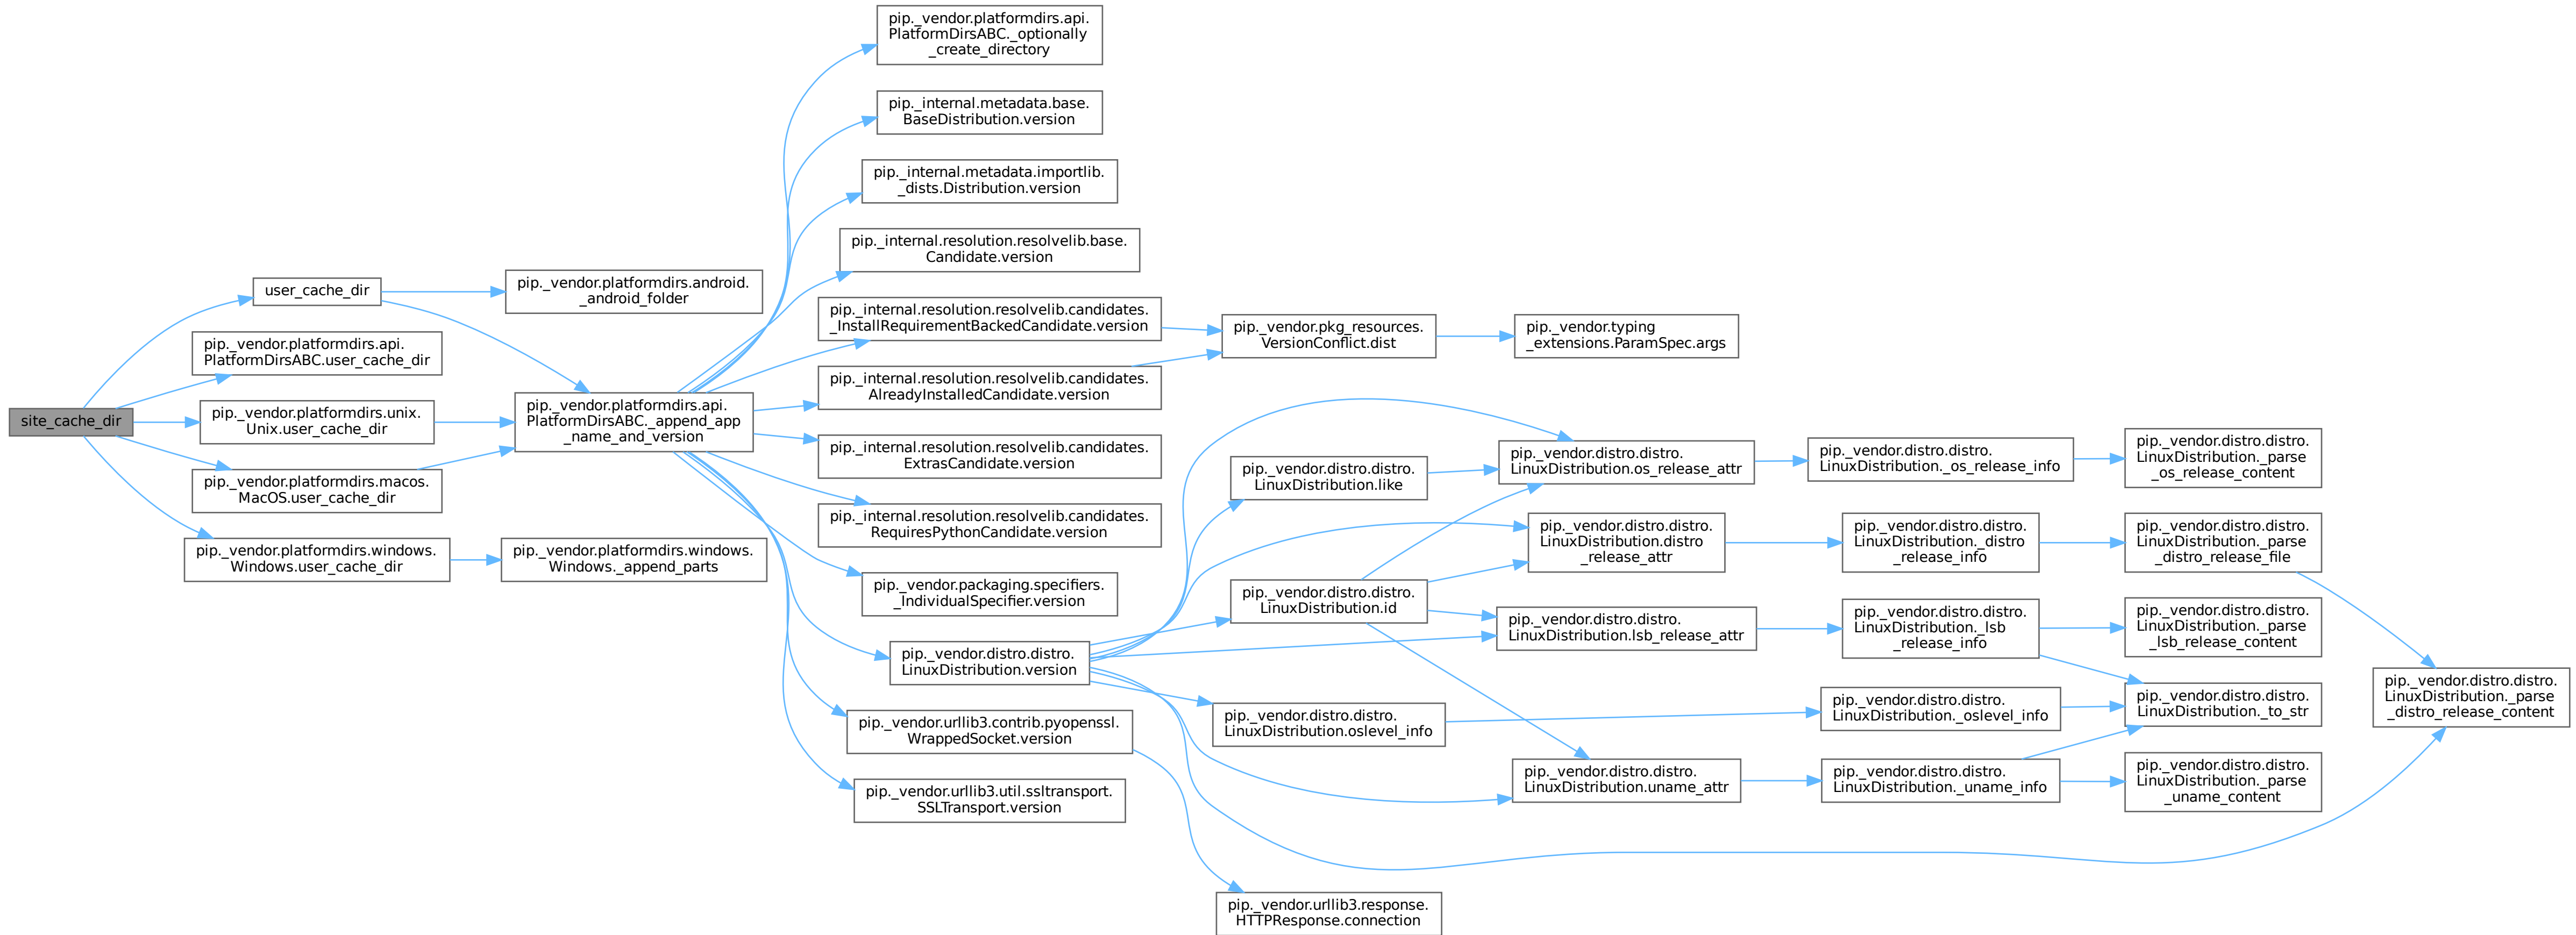 site_cache_dir
user_cache_dir
pip._vendor.platformdirs.api.
PlatformDirsABC.user_cache_dir
pip._vendor.platformdirs.unix.
Unix.user_cache_dir
pip._vendor.platformdirs.macos.
MacOS.user_cache_dir
pip._vendor.platformdirs.windows.
Windows.user_cache_dir
pip._vendor.platformdirs.android.
_android_folder
pip._vendor.platformdirs.api.
PlatformDirsABC._append_app
_name_and_version
pip._vendor.platformdirs.windows.
Windows._append_parts
pip._vendor.platformdirs.api.
PlatformDirsABC._optionally
_create_directory
pip._internal.metadata.base.
BaseDistribution.version
pip._internal.metadata.importlib.
_dists.Distribution.version
pip._internal.resolution.resolvelib.base.
Candidate.version
pip._internal.resolution.resolvelib.candidates.
_InstallRequirementBackedCandidate.version
pip._internal.resolution.resolvelib.candidates.
AlreadyInstalledCandidate.version
pip._internal.resolution.resolvelib.candidates.
ExtrasCandidate.version
pip._internal.resolution.resolvelib.candidates.
RequiresPythonCandidate.version
pip._vendor.packaging.specifiers.
_IndividualSpecifier.version
pip._vendor.distro.distro.
LinuxDistribution.version
pip._vendor.urllib3.contrib.pyopenssl.
WrappedSocket.version
pip._vendor.urllib3.util.ssltransport.
SSLTransport.version
pip._vendor.pkg_resources.
VersionConflict.dist
pip._vendor.distro.distro.
LinuxDistribution.like
pip._vendor.distro.distro.
LinuxDistribution.id
pip._vendor.distro.distro.
LinuxDistribution.oslevel_info
pip._vendor.urllib3.response.
HTTPResponse.connection
pip._vendor.typing
_extensions.ParamSpec.args
pip._vendor.distro.distro.
LinuxDistribution.os_release_attr
pip._vendor.distro.distro.
LinuxDistribution.distro
_release_attr
pip._vendor.distro.distro.
LinuxDistribution.lsb_release_attr
pip._vendor.distro.distro.
LinuxDistribution.uname_attr
pip._vendor.distro.distro.
LinuxDistribution._os_release_info
pip._vendor.distro.distro.
LinuxDistribution._distro
_release_info
pip._vendor.distro.distro.
LinuxDistribution._lsb
_release_info
pip._vendor.distro.distro.
LinuxDistribution._oslevel_info
pip._vendor.distro.distro.
LinuxDistribution._uname_info
pip._vendor.distro.distro.
LinuxDistribution._parse
_os_release_content
pip._vendor.distro.distro.
LinuxDistribution._parse
_distro_release_file
pip._vendor.distro.distro.
LinuxDistribution._parse
_lsb_release_content
pip._vendor.distro.distro.
LinuxDistribution._to_str
pip._vendor.distro.distro.
LinuxDistribution._parse
_uname_content
pip._vendor.distro.distro.
LinuxDistribution._parse
_distro_release_content